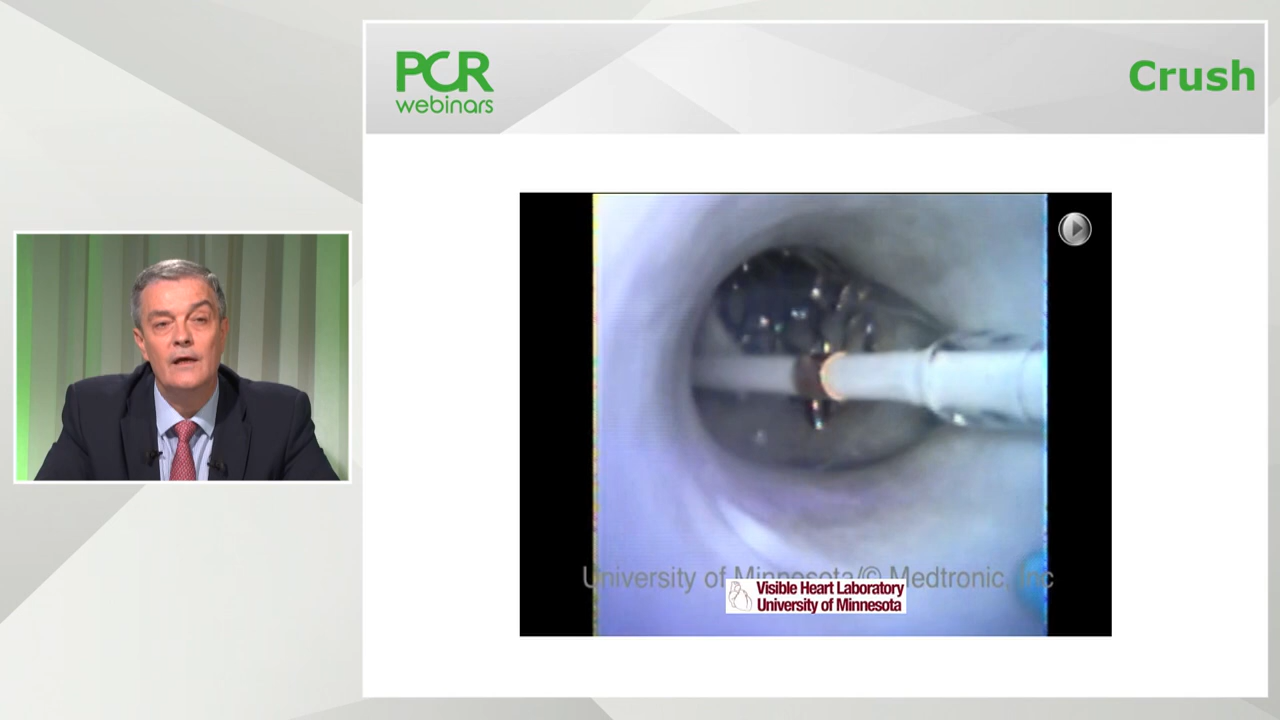 PCR
webinars
Crush
University of Minnesota/© Medtronic, Inc
Visible Heart Laboratory
University of Minnesota